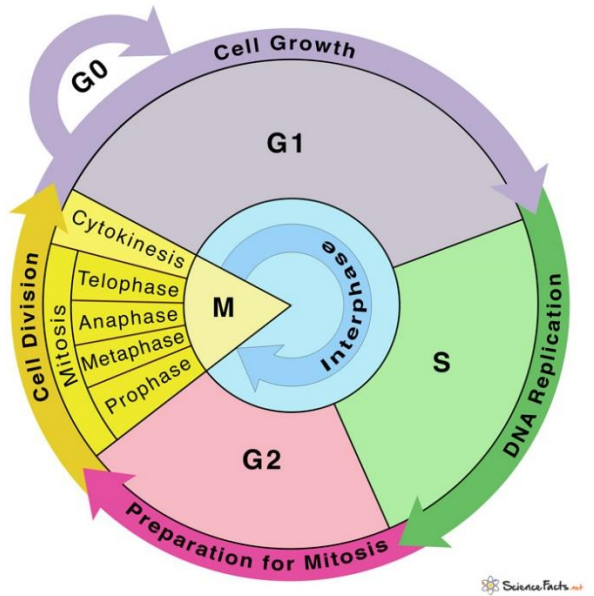 Cell Growth
G0
G1
Cytokinesis
Telophase
Anaphase
Metaphase
Prophase
Mitosis
Cell Division
M
Interphase
S
DNA Replication
G2
Preparation for Mitosis
ScienceFacts.net